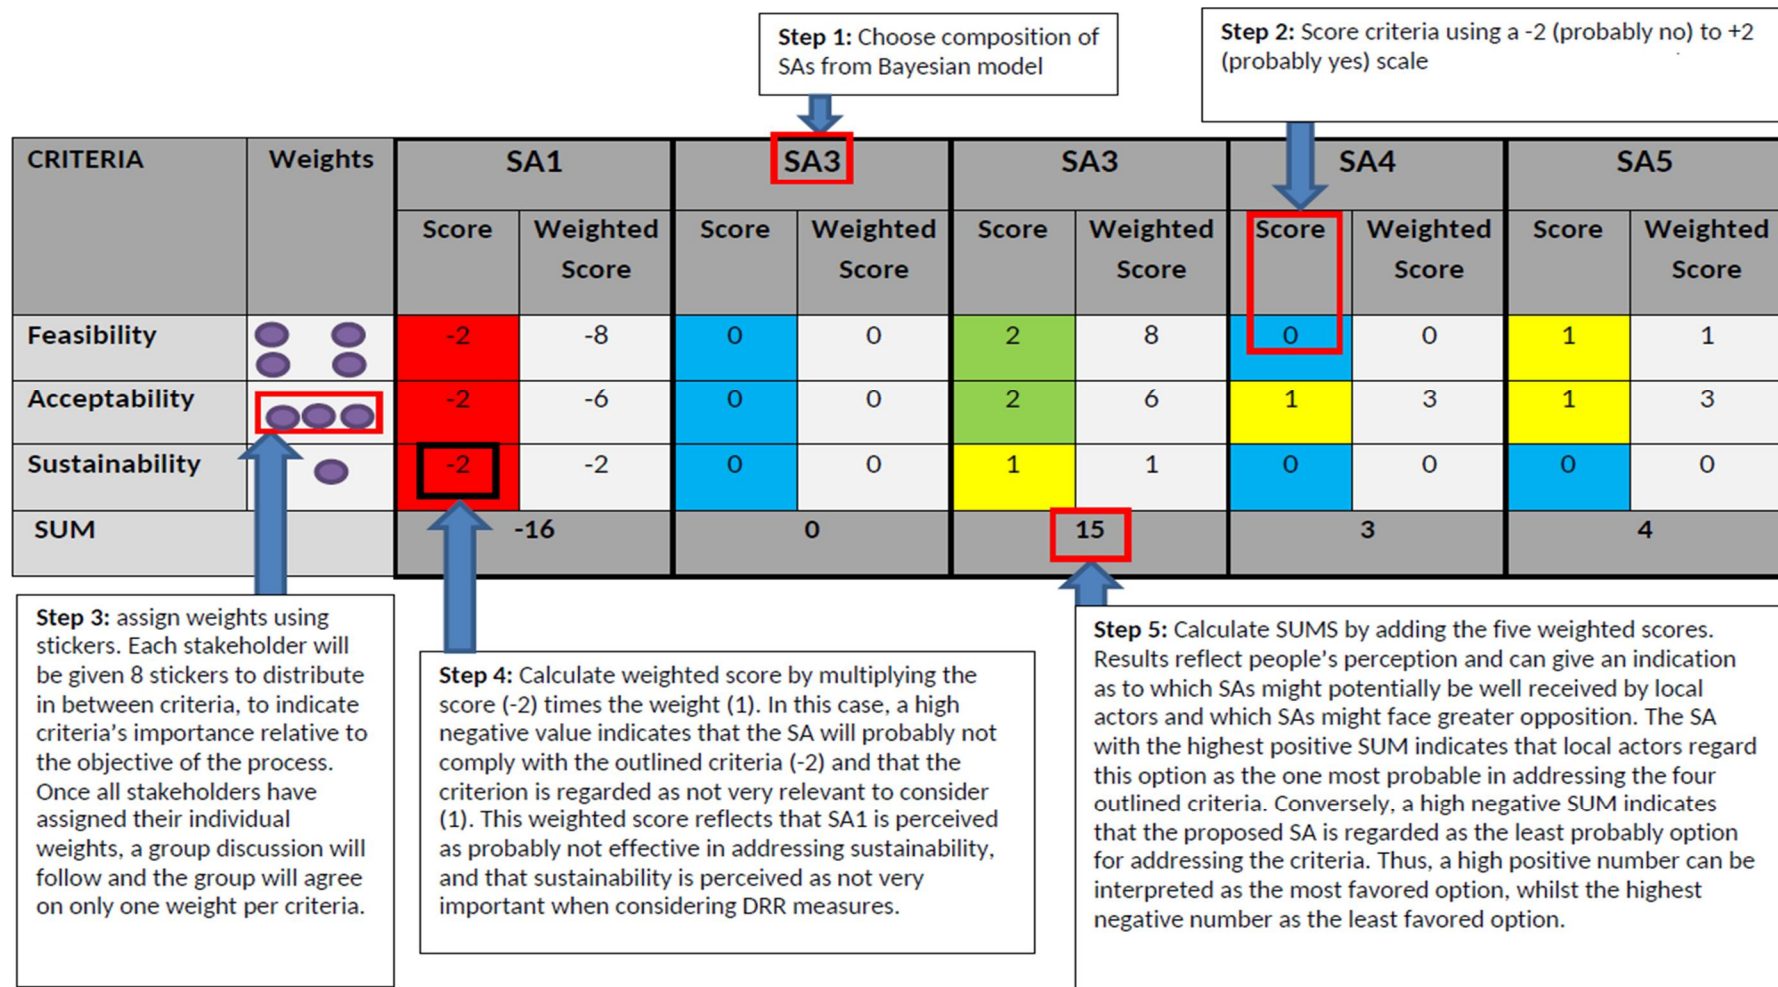 Step 1: Choose composition of
SAs from Bayesian model
Step 2: Score criteria using a -2 (probably no) to +2
(probably yes) scale
CRITERIA Weights SA1 SA3 SA3 SA4 SA5
Score Weighted Score Score Weighted Score Score Weighted Score Score Weighted Score Score Weighted Score
Feasibility -2 -8 0 0 2 8 0 0 1 1
Acceptability -2 -6 0 0 2 6 1 3 1 3
Sustainability -2 -2 0 0 1 1 0 0 0 0
SUM -16 0 15 3 4
Step 3: assign weights using
stickers. Each stakeholder will
be given 8 stickers to distribute
in between criteria, to indicate
criteria's importance relative to
the objective of the process.
Once all stakeholders have
assigned their individual
weights, a group discussion will
follow and the group will agree
on only one weight per criteria.
Step 4: Calculate weighted score by multiplying the
score (-2) times the weight (1). In this case, a high
negative value indicates that the SA will probably not
comply with the outlined criteria (-2) and that the
criterion is regarded as not very relevant to consider
(1). This weighted score reflects that SA1 is perceived
as probably not effective in addressing sustainability,
and that sustainability is perceived as not very
important when considering DRR measures.
Step 5: Calculate SUMS by adding the five weighted scores.
Results reflect people's perception and can give an indication
as to which SAs might potentially be well received by local
actors and which SAs might face greater opposition. The SA
with the highest positive SUM indicates that local actors regard
this option as the one most probable in addressing the four
outlined criteria. Conversely, a high negative SUM indicates
that the proposed SA is regarded as the least probably option
for addressing the criteria. Thus, a high positive number can be
interpreted as the most favored option, whilst the highest
negative number as the least favored option.